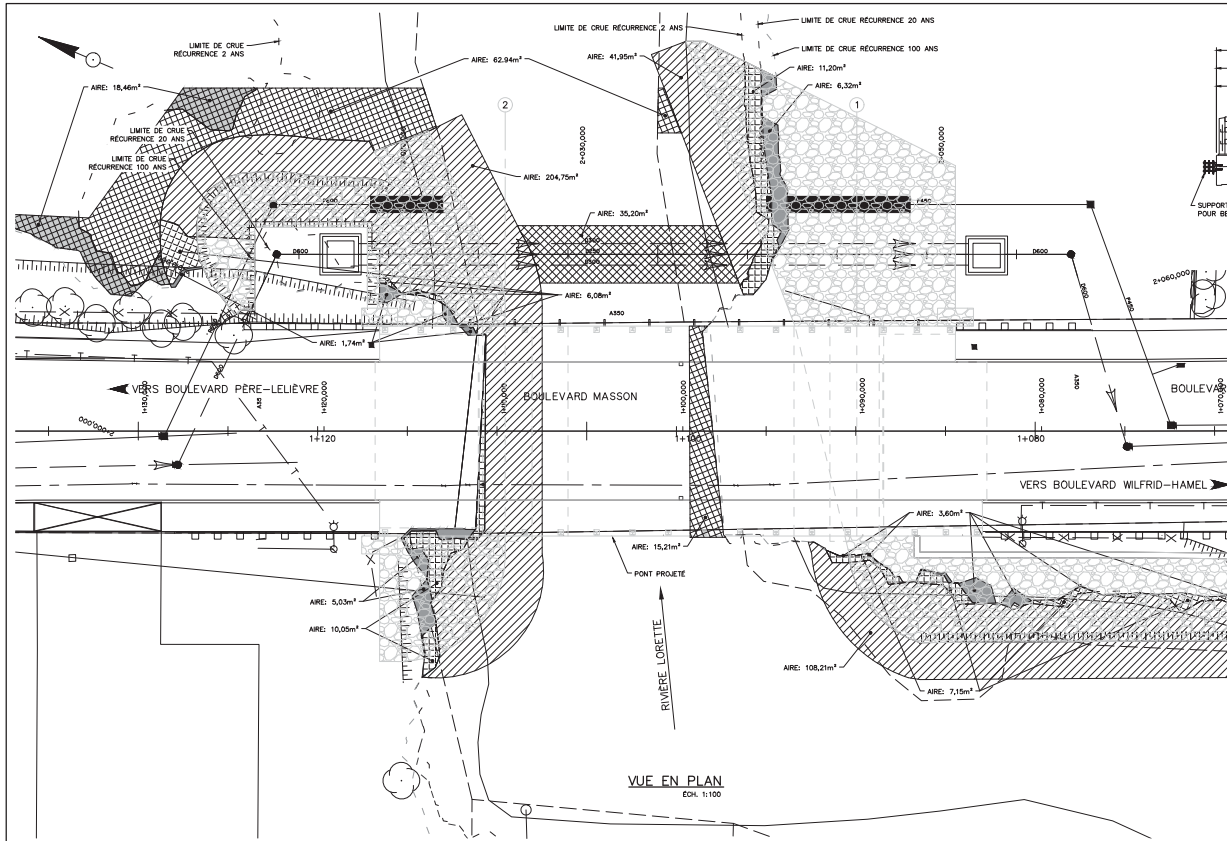 LIMITE DE CRUE RÉCURRENCE 20 ANS
LIMITE DE CRUE RÉCURRENCE 2 ANS
LIMITE DE CRUE
RÉCURRENCE 2 ANS
LIMITE DE CRUE RÉCURRENCE 100 ANS
AIRE: 62.94m²
AIRE: 41,95m²
AIRE: 11,20m²
AIRE: 6,32m²
AIRE: 18,46m²
2
1
LIMITE DE CRUE
RÉCURRENCE 20 ANS
LIMITE DE CRUE
RÉCURRENCE 100 ANS
2+030,000
AIRE: 204,75m²
AIRE: 35,20m²
SUPPORT
D600
D600
2+060,000
D600
P450
AIRE: 6,08m²
A350
AIRE: 1,74m²
VERS BOULEVARD PÈRE-LELIÈVRE
BOULEVARD MASSON
BOULEVAR
1+130,000
1+120,000
1+100,000
1+090,000
1+080,000
1+070,000
A350
2+000,000
1+120
1+100
1+080
VERS BOULEVARD WILFRID-HAMEL
AIRE: 3,60m²
AIRE: 15,21m²
PONT PROJETÉ
AIRE: 5,03m²
AIRE: 10,05m²
RIVIÈRE LORETTE
AIRE: 108,21m²
AIRE: 7,15m²
VUE EN PLAN
ÉCH. 1:100